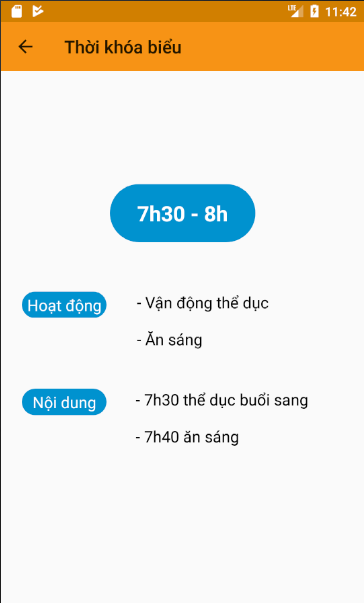 LTE 11:42
Thời khóa biểu
7h30 - 8h
Hoạt động
- Vận động thể dục
- Ăn sáng
Nội dung
- 7h30 thể dục buổi sang
- 7h40 ăn sáng